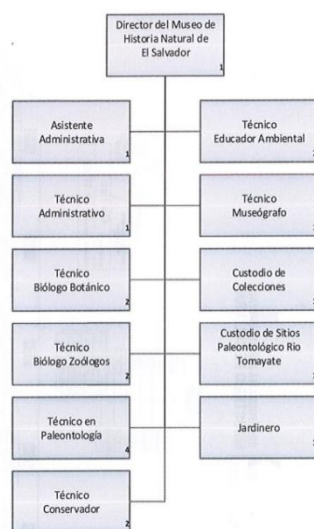 Director del Museo de
Historia Natural de
El Salvador
1
Asistente
Administrativa
1
Técnico
Educador Ambiental
Técnico
Administrativo
1
Técnico
Museógrafo
Técnico
Biólogo Botánico
2
Custodio de
Colecciones
Técnico
Biólogo Zoólogos
2
Custodio de Sitios
Paleontológico Rio
Tomayate
Técnico en
Paleontología
4
Jardinero
Técnico
Conservador
2